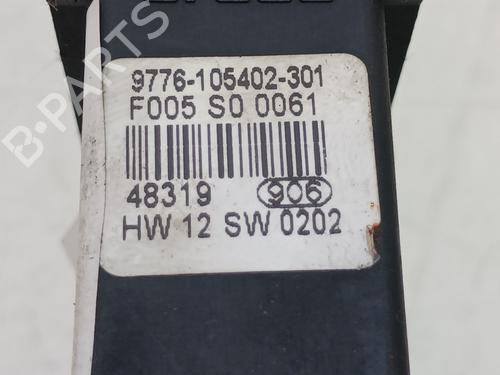 9776-105402-301
F005 S0 0061
48319 906
HW 12 SW 0202
B-PARTS